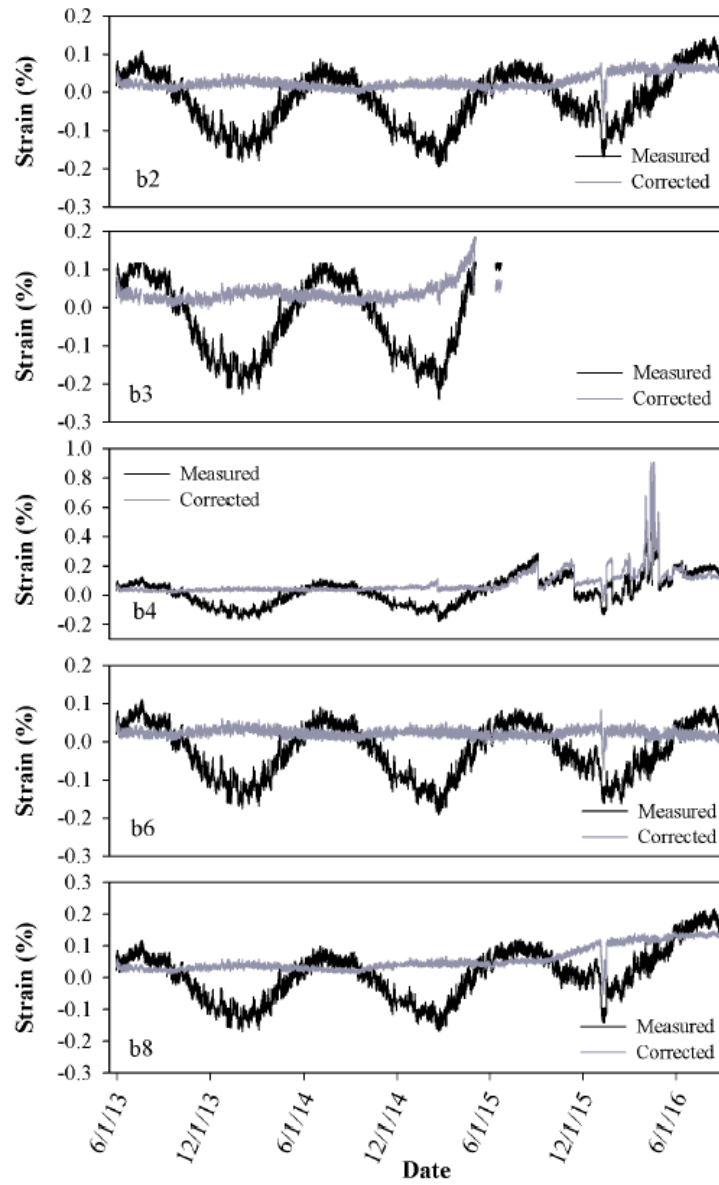 0.2
0.1
0.0
-0.1
-0.2
-0.3
Strain (%)
b2
Measured
Corrected
0.2
0.1
0.0
-0.1
-0.2
-0.3
Strain (%)
b3
Measured
Corrected
1.0
0.8
0.6
0.4
0.2
0.0
-0.2
Strain (%)
b4
Measured
Corrected
0.2
0.1
0.0
-0.1
-0.2
-0.3
Strain (%)
b6
Measured
Corrected
0.3
0.2
0.1
0.0
-0.1
-0.2
-0.3
Strain (%)
b8
Measured
Corrected
6/1/13
12/1/13
6/1/14
12/1/14
6/1/15
12/1/15
6/1/16
Date